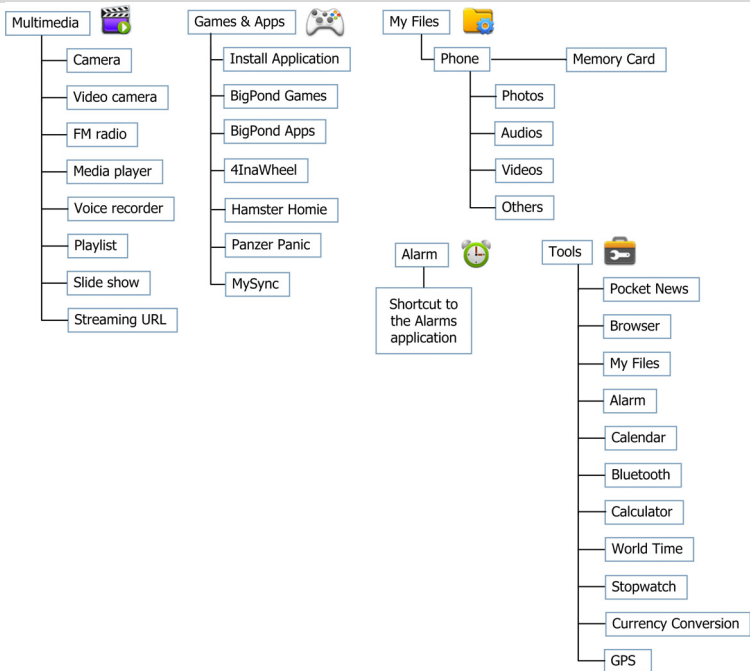 Multimedia
Camera
Video camera
FM radio
Media player
Voice recorder
Playlist
Slide show
Streaming URL
Games & Apps
Install Application
BigPond Games
BigPond Apps
4InaWheel
Hamster Homie
Panzer Panic
MySync
My Files
Phone
Memory Card
Photos
Audios
Videos
Others
Alarm
Shortcut to
the Alarms
application
Tools
Pocket News
Browser
My Files
Alarm
Calendar
Bluetooth
Calculator
World Time
Stopwatch
Currency Conversion
GPS